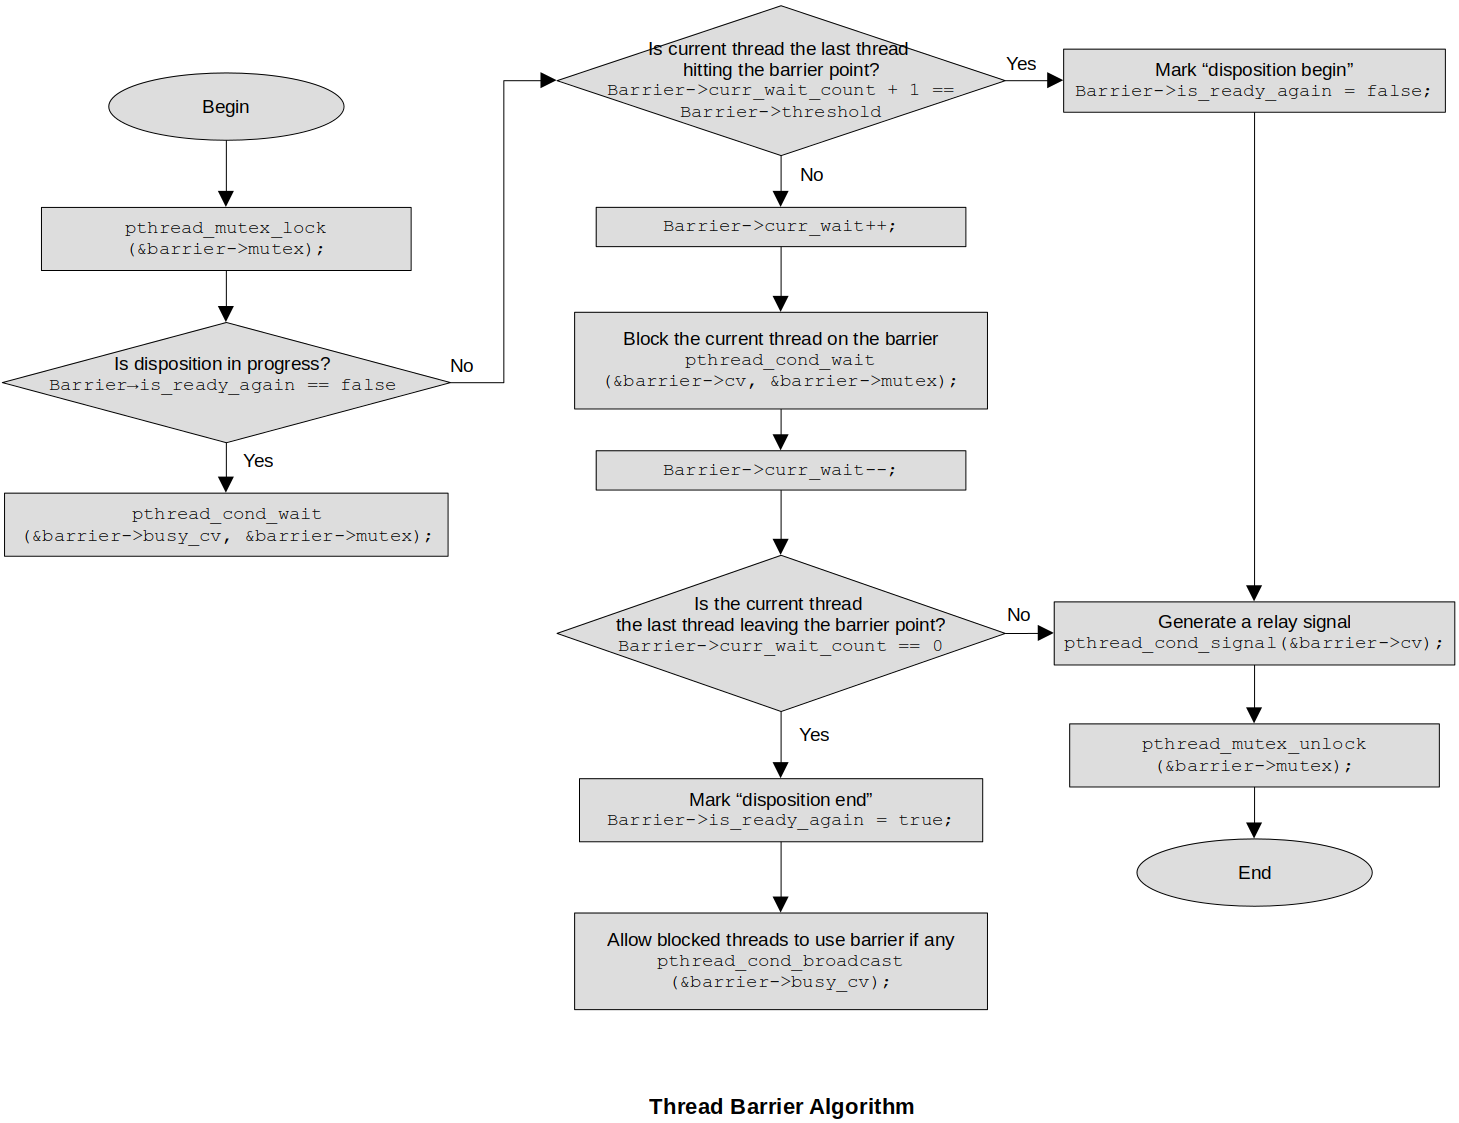 Begin
pthread_mutex_lock
(&barrier->mutex);
Is disposition in progress?
Barrier→is_ready_again == false
No
Yes
pthread_cond_wait
(&barrier->busy_cv, &barrier->mutex);
Is current thread the last thread
hitting the barrier point?
Barrier->curr_wait_count + 1 ==
Barrier->threshold
Yes
No
Barrier->curr_wait++;
Block the current thread on the barrier
pthread_cond_wait
(&barrier->cv, &barrier->mutex);
Barrier->curr_wait--;
Is the current thread
the last thread leaving the barrier point?
Barrier->curr_wait_count == 0
No
Yes
Mark “disposition end”
Barrier->is_ready_again = true;
Allow blocked threads to use barrier if any
pthread_cond_broadcast
(&barrier->busy_cv);
Mark “disposition begin”
Barrier->is_ready_again = false;
Generate a relay signal
pthread_cond_signal(&barrier->cv);
pthread_mutex_unlock
(&barrier->mutex);
End
Thread Barrier Algorithm